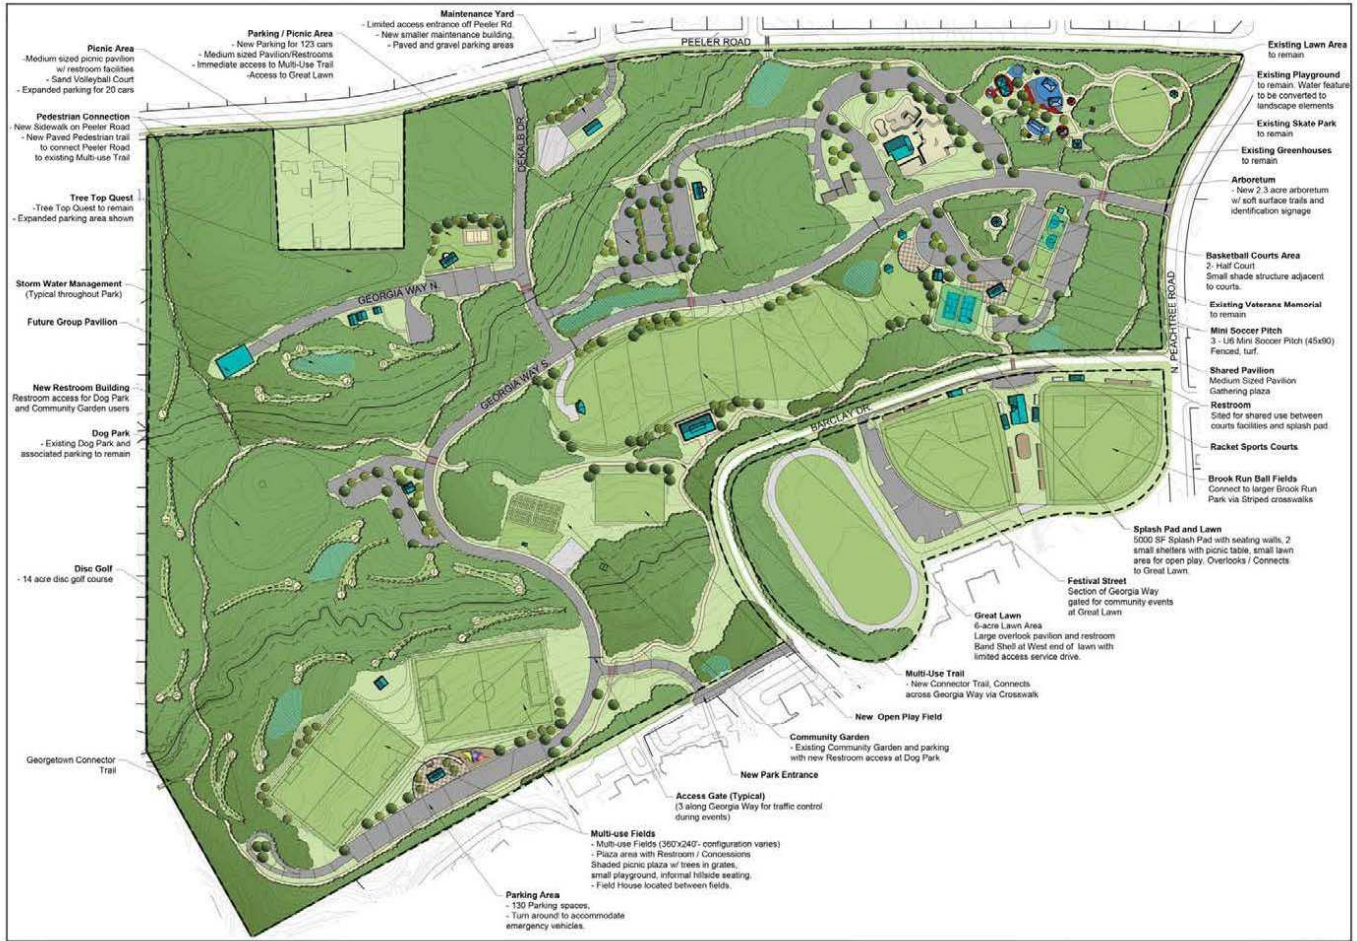 Maintenance Yard
- Limited access entrance off Peeler Rd.
- New smaller maintenance building.
- Paved and gravel parking areas
Parking / Picnic Area
- New Parking for 123 cars
- Medium sized Pavilion/Restrooms
- Immediate access to Multi-Use Trail
-Access to Great Lawn
Picnic Area
-Medium sized picnic pavilion
w/ restroom facilities
- Sand Volleyball Court
- Expanded parking for 20 cars
Pedestrian Connection
- New Sidewalk on Peeler Road
- New Paved Pedestrian trail
to connect Peeler Road
to existing Multi-use Trail
Tree Top Quest
-Tree Top Quest to remain
- Expanded parking area shown
Storm Water Management
(Typical throughout Park)
Future Group Pavilion
New Restroom Building
Restroom access for Dog Park
and Community Garden users
Dog Park
- Existing Dog Park and
associated parking to remain
Disc Golf
- 14 acre disc golf course
Georgetown Connector
Trail
PEELER ROAD
DEKALB DR
GEORGIA WAY N.
GEORGIA WAY S.
BARCLAY DR.
N. PEACHTREE ROAD
Existing Lawn Area
to remain
Existing Playground
to remain. Water feature
to be converted to
landscape elements
Existing Skate Park
to remain
Existing Greenhouses
to remain
Arboretum
- New 2.3 acre arboretum
w/ soft surface trails and
identification signage
Basketball Courts Area
2- Half Court
Small shade structure adjacent
to courts.
Existing Veterans Memorial
to remain
Mini Soccer Pitch
3 - U6 Mini Soccer Pitch (45x90)
Fenced, turf.
Shared Pavilion
Medium Sized Pavilion
Gathering plaza
Restroom
Sited for shared use between
courts facilities and splash pad
Racket Sports Courts
Brook Run Ball Fields
Connect to larger Brook Run
Park via Striped crosswalks
Splash Pad and Lawn
5000 SF Splash Pad with seating walls, 2
small shelters with picnic table, small lawn
area for open play. Overlooks / Connects
to Great Lawn.
Festival Street
Section of Georgia Way
gated for community events
at Great Lawn
Great Lawn
6-acre Lawn Area
Large overlook pavilion and restroom
Band Shell at West end of lawn with
limited access service drive.
Multi-Use Trail
- New Connector Trail, Connects
across Georgia Way via Crosswalk
New Open Play Field
Community Garden
- Existing Community Garden and parking
with new Restroom access at Dog Park
New Park Entrance
Access Gate (Typical)
(3 along Georgia Way for traffic control
during events)
Multi-use Fields
- Multi-use Fields (360'x240'- configuration varies)
- Plaza area with Restroom / Concessions
Shaded picnic plaza w/ trees in grates,
small playground, informal hillside seating.
- Field House located between fields.
Parking Area
- 130 Parking spaces,
- Turn around to accommodate
emergency vehicles.